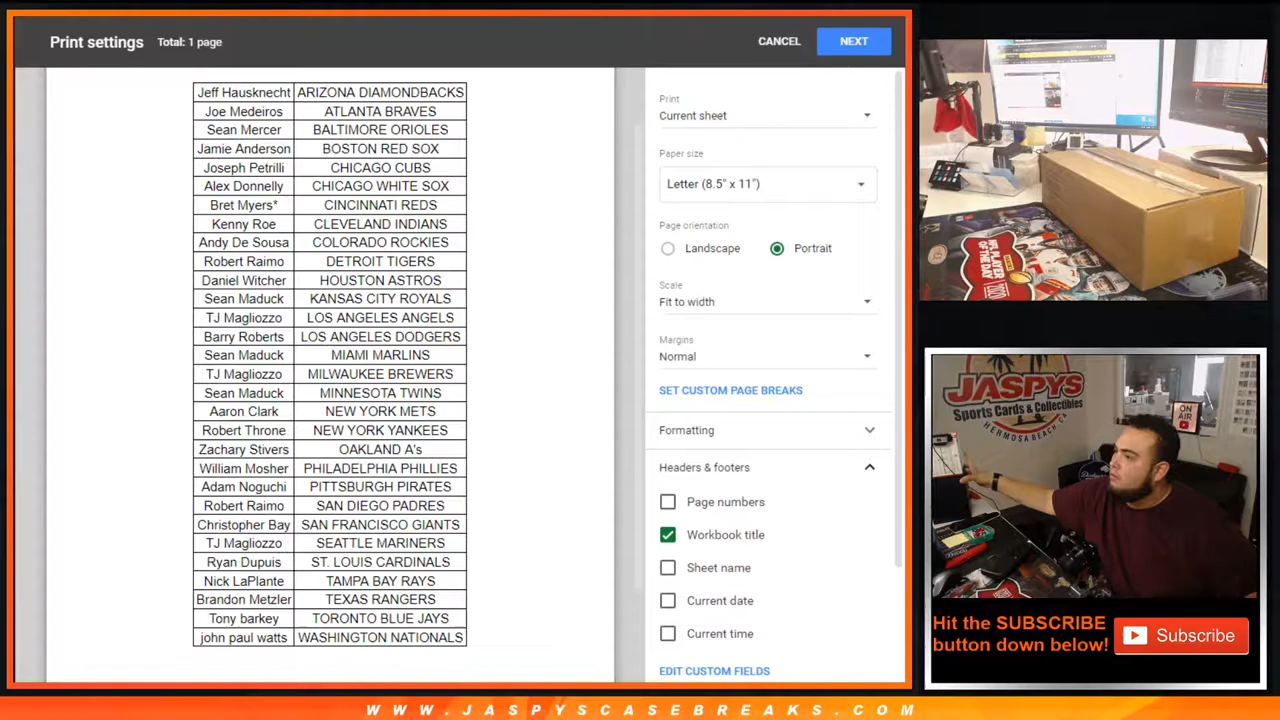 Print settings Total: 1 page CANCEL NEXT
Jeff Hausknecht ARIZONA DIAMONDBACKS
Joe Medeiros ATLANTA BRAVES
Sean Mercer BALTIMORE ORIOLES
Jamie Anderson BOSTON RED SOX
Joseph Petrilli CHICAGO CUBS
Alex Donnelly CHICAGO WHITE SOX
Bret Myers* CINCINNATI REDS
Kenny Roe CLEVELAND INDIANS
Andy De Sousa COLORADO ROCKIES
Robert Raimo DETROIT TIGERS
Daniel Witcher HOUSTON ASTROS
Sean Maduck KANSAS CITY ROYALS
TJ Magliozzo LOS ANGELES ANGELS
Barry Roberts LOS ANGELES DODGERS
Sean Maduck MIAMI MARLINS
TJ Magliozzo MILWAUKEE BREWERS
Sean Maduck MINNESOTA TWINS
Aaron Clark NEW YORK METS
Robert Throne NEW YORK YANKEES
Zachary Stivers OAKLAND A's
William Mosher PHILADELPHIA PHILLIES
Adam Noguchi PITTSBURGH PIRATES
Robert Raimo SAN DIEGO PADRES
Christopher Bay SAN FRANCISCO GIANTS
TJ Magliozzo SEATTLE MARINERS
Ryan Dupuis ST. LOUIS CARDINALS
Nick LaPlante TAMPA BAY RAYS
Brandon Metzler TEXAS RANGERS
Tony barkey TORONTO BLUE JAYS
john paul watts WASHINGTON NATIONALS
Print
Current sheet
Paper size
Letter (8.5" x 11")
Page orientation
Landscape Portrait
Scale
Fit to width
Margins
Normal
SET CUSTOM PAGE BREAKS
Formatting
Headers & footers
Page numbers
Workbook title
Sheet name
Current date
Current time
EDIT CUSTOM FIELDS
NFL PLAYER
OF THE DAY
PANINI
2020
JASPYS
Sports Cards & Collectibles
HERMOSA BEACH, CA
ON
AIR
Hit the SUBSCRIBE
button down below!
Subscribe
WWW.JASPYSCASEBREAKS.COM